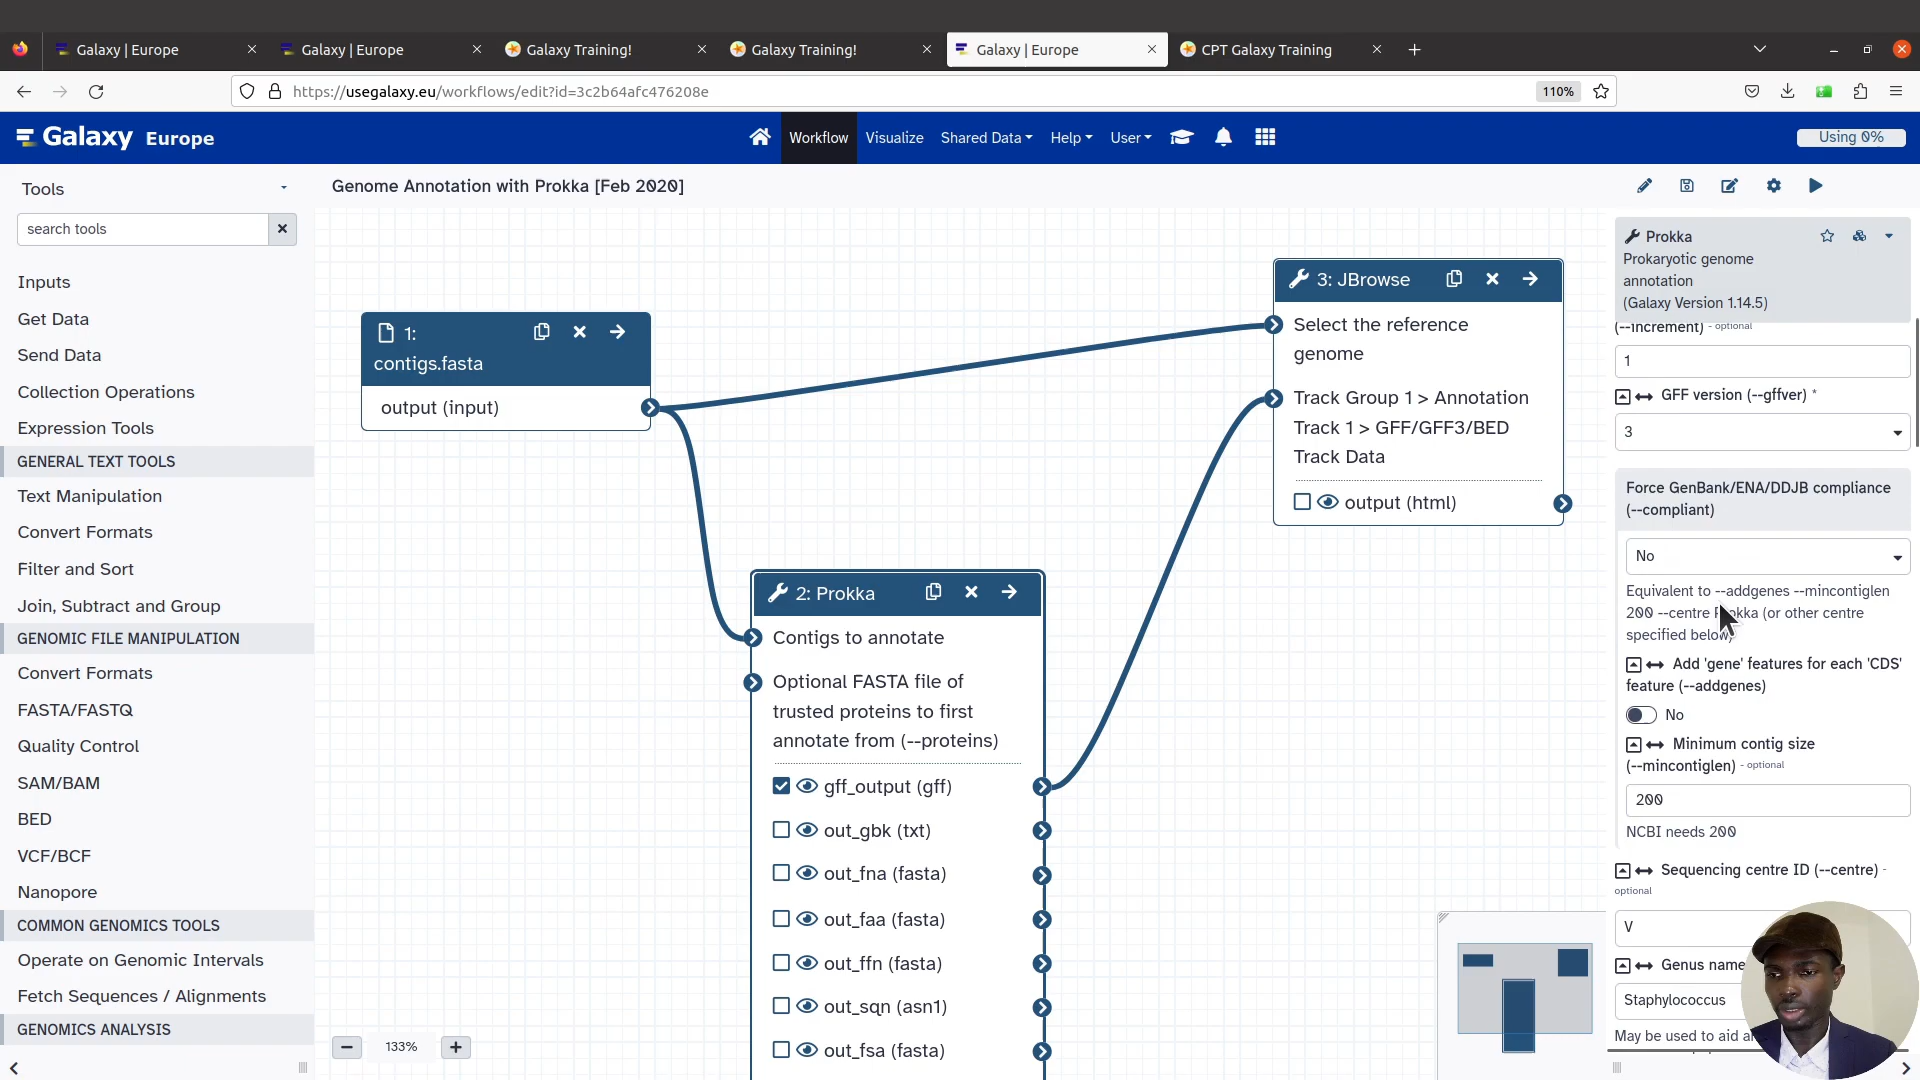 Galaxy | Europe
Galaxy | Europe
Galaxy Training!
Galaxy Training!
Galaxy | Europe
CPT Galaxy Training
https://usegalaxy.eu/workflows/edit?id=3c2b64afc476208e
110%
Galaxy Europe
Workflow
Visualize
Shared Data
Help
User
Using 0%
Tools
search tools
Inputs
Get Data
Send Data
Collection Operations
Expression Tools
GENERAL TEXT TOOLS
Text Manipulation
Convert Formats
Filter and Sort
Join, Subtract and Group
GENOMIC FILE MANIPULATION
Convert Formats
FASTA/FASTQ
Quality Control
SAM/BAM
BED
VCF/BCF
Nanopore
COMMON GENOMICS TOOLS
Operate on Genomic Intervals
Fetch Sequences / Alignments
GENOMICS ANALYSIS
Genome Annotation with Prokka [Feb 2020]
1:
contigs.fasta
output (input)
2: Prokka
Contigs to annotate
Optional FASTA file of
trusted proteins to first
annotate from (--proteins)
gff_output (gff)
out_gbk (txt)
out_fna (fasta)
out_faa (fasta)
out_ffn (fasta)
out_sqn (asn1)
out_fsa (fasta)
3: JBrowse
Select the reference
genome
Track Group 1 > Annotation
Track 1 > GFF/GFF3/BED
Track Data
output (html)
133%
Prokka
Prokaryotic genome
annotation
(Galaxy Version 1.14.5)
(--increment) - optional
1
GFF version (--gffver) *
3
Force GenBank/ENA/DDJB compliance
(--compliant)
No
Equivalent to --addgenes --mincontiglen
200 --centre Prokka (or other centre
specified below)
Add 'gene' features for each 'CDS'
feature (--addgenes)
No
Minimum contig size
(--mincontiglen) - optional
200
NCBI needs 200
Sequencing centre ID (--centre) -
optional
V
Genus name
Staphylococcus
May be used to aid